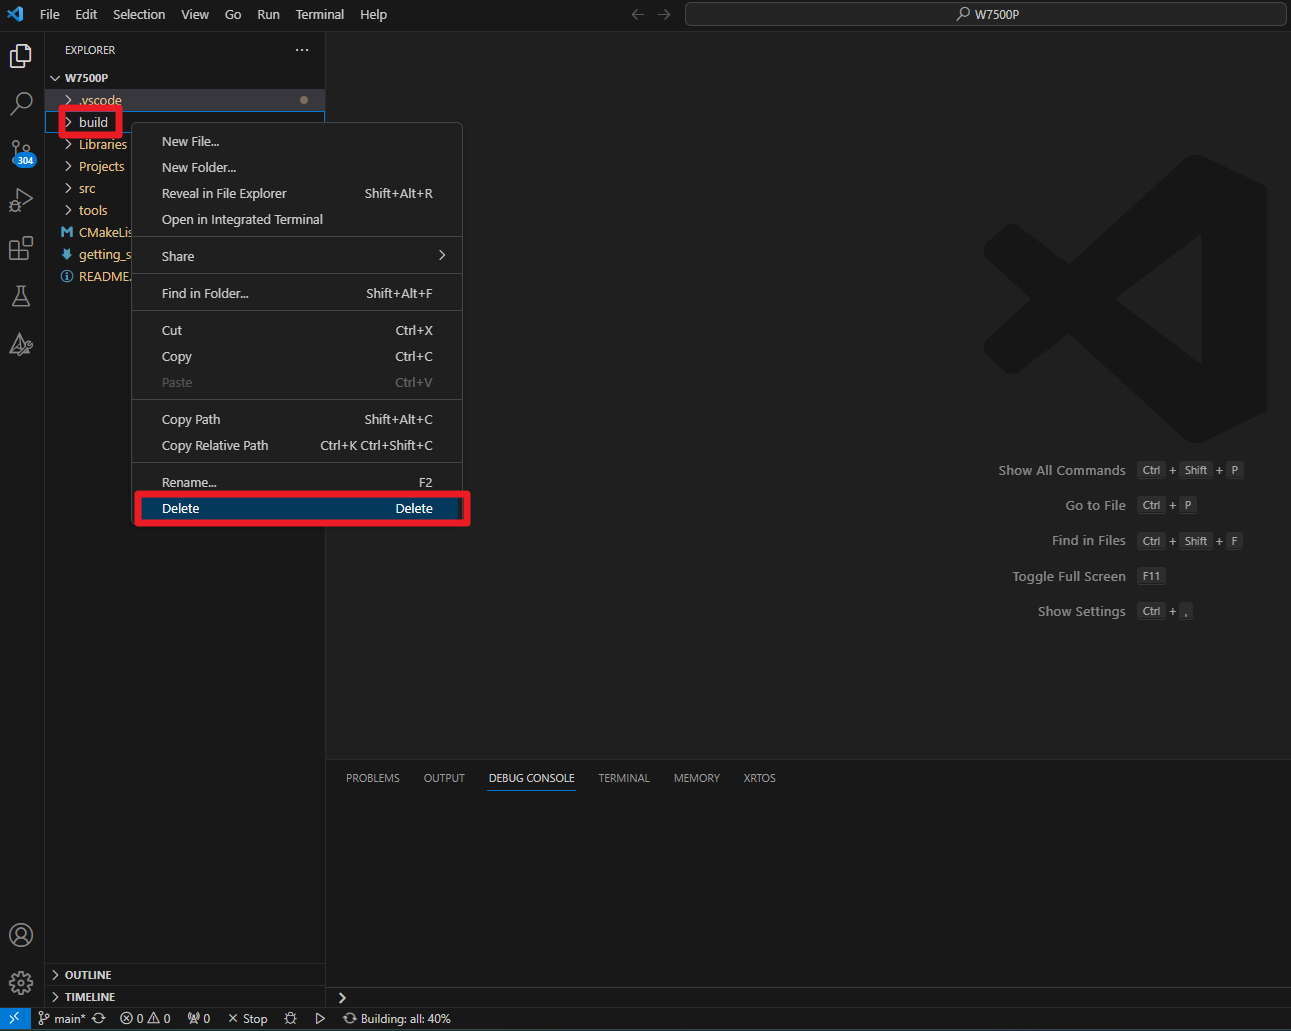 File Edit Selection View Go Run Terminal Help
W7500P
EXPLORER
W7500P
.vscode
build
Libraries
Projects
src
tools
CMakeLis
getting_s
README.
304
New File...
New Folder...
Reveal in File Explorer Shift+Alt+R
Open in Integrated Terminal
Share
Find in Folder... Shift+Alt+F
Cut Ctrl+X
Copy Ctrl+C
Paste Ctrl+V
Copy Path Shift+Alt+C
Copy Relative Path Ctrl+K Ctrl+Shift+C
Rename... F2
Delete Delete
Show All Commands Ctrl + Shift + P
Go to File Ctrl + P
Find in Files Ctrl + Shift + F
Toggle Full Screen F11
Show Settings Ctrl + ,
PROBLEMS OUTPUT DEBUG CONSOLE TERMINAL MEMORY XRTOS
OUTLINE
TIMELINE
main* 0 0 0 Stop Building: all: 40%